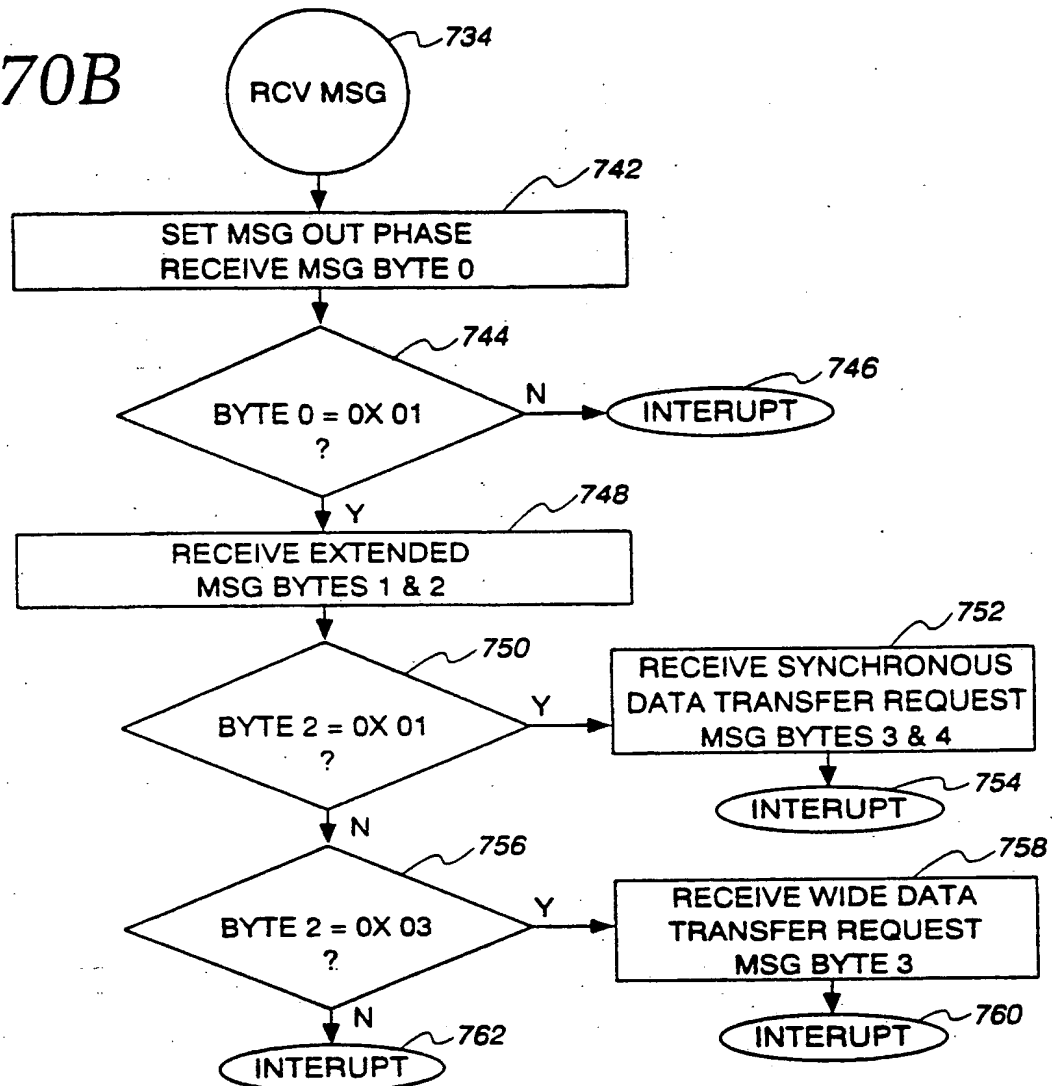 70B
734
RCV MSG
742
SET MSG OUT PHASE
RECEIVE MSG BYTE 0
744
BYTE 0 = 0X 01
?
N
746
INTERUPT
Y
748
RECEIVE EXTENDED
MSG BYTES 1 & 2
750
BYTE 2 = 0X 01
?
Y
752
RECEIVE SYNCHRONOUS
DATA TRANSFER REQUEST
MSG BYTES 3 & 4
754
INTERUPT
N
756
BYTE 2 = 0X 03
?
Y
758
RECEIVE WIDE DATA
TRANSFER REQUEST
MSG BYTE 3
760
INTERUPT
N
762
INTERUPT